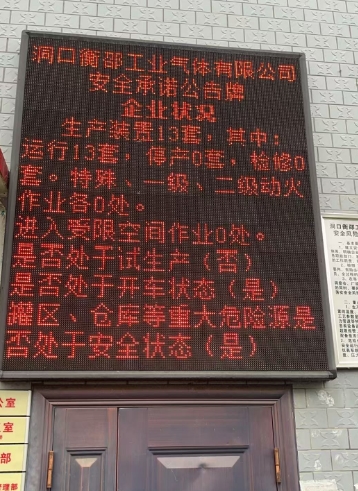 洞口衡邵工业气体有限公司
安全承诺公告牌
企业状况
生产装置13套，其中：
运行13套，停产0套，检修0
套。特殊、一级、二级动火
作业各0处。
进入受限空间作业0处。
是否处于试生产（否）
是否处于开车状态（是）
罐区、仓库等重大危险源是
否处于安全状态（是）
公室
室
部